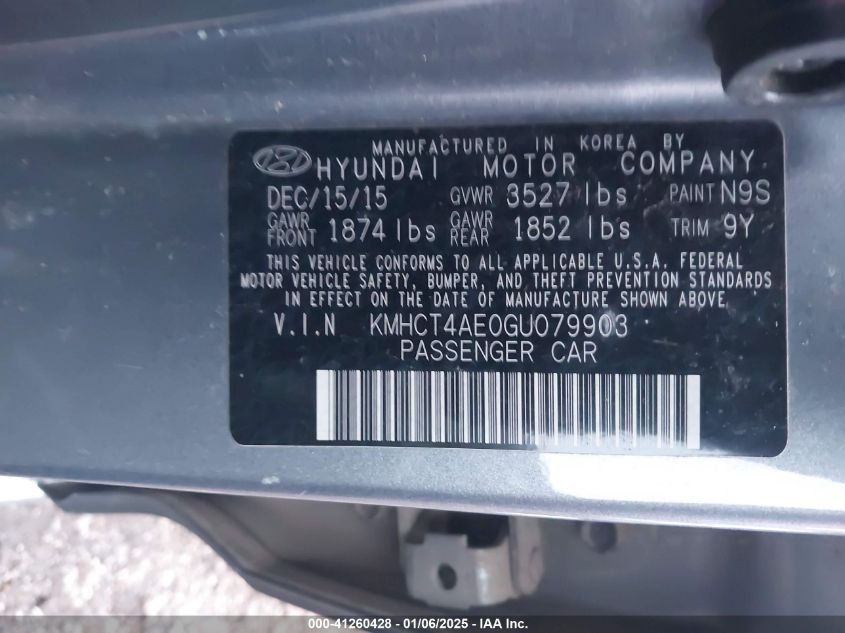 MANUFACTURED IN KOREA BY
HYUNDAI MOTOR COMPANY
DEC/15/15 GVWR 3527 lbs PAINT N9S
GAWR FRONT 1874 lbs GAWR REAR 1852 lbs TRIM 9Y
THIS VEHICLE CONFORMS TO ALL APPLICABLE U.S.A. FEDERAL
MOTOR VEHICLE SAFETY, BUMPER, AND THEFT PREVENTION STANDARDS
IN EFFECT ON THE DATE OF MANUFACTURE SHOWN ABOVE.
V.I.N KMHCT4AE0GU079903
PASSENGER CAR
000-41260428 - 01/06/2025 - IAA Inc.